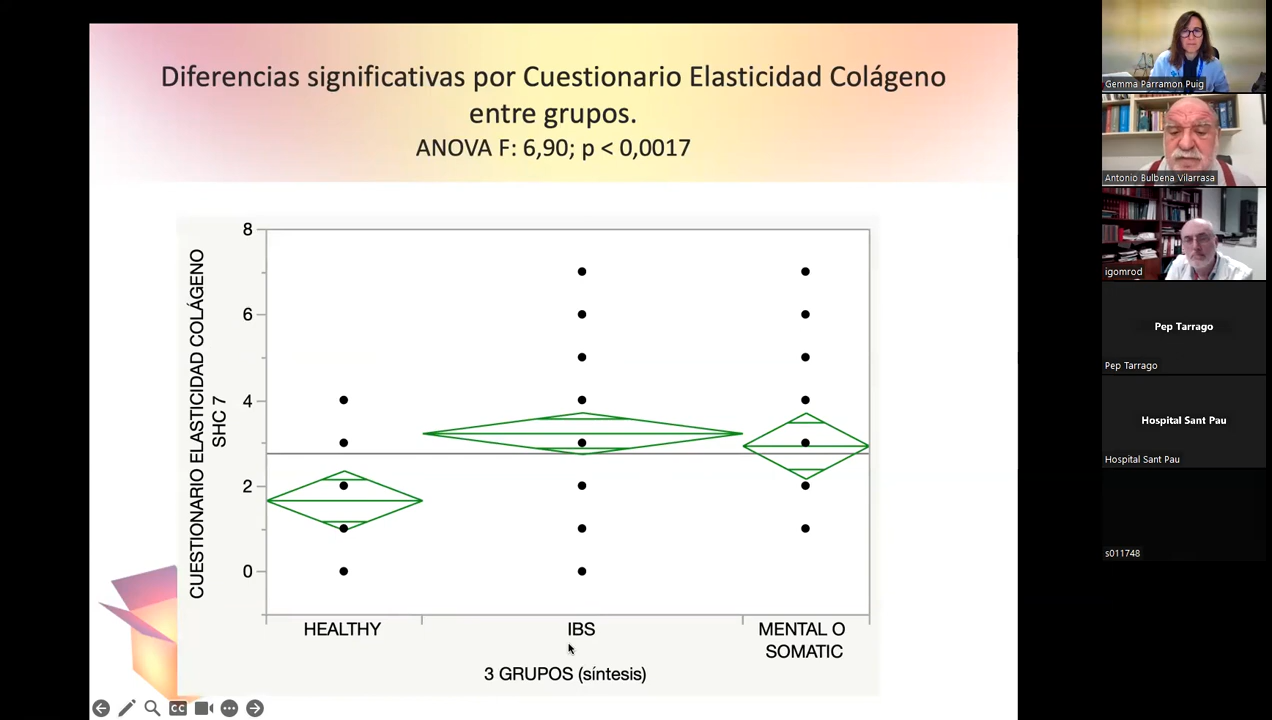 Diferencias significativas por Cuestionario Elasticidad Colágeno
entre grupos.
ANOVA F: 6,90; p < 0,0017
CUESTIONARIO ELASTICIDAD COLÁGENO
SHC 7
8
6
4
2
0
HEALTHY
IBS
MENTAL O
SOMATIC
3 GRUPOS (síntesis)
CC
Gemma Parramon Puig
Antonio Bulbena Vilarrasa
igomrod
Pep Tarrago
Pep Tarrago
Hospital Sant Pau
Hospital Sant Pau
s011748